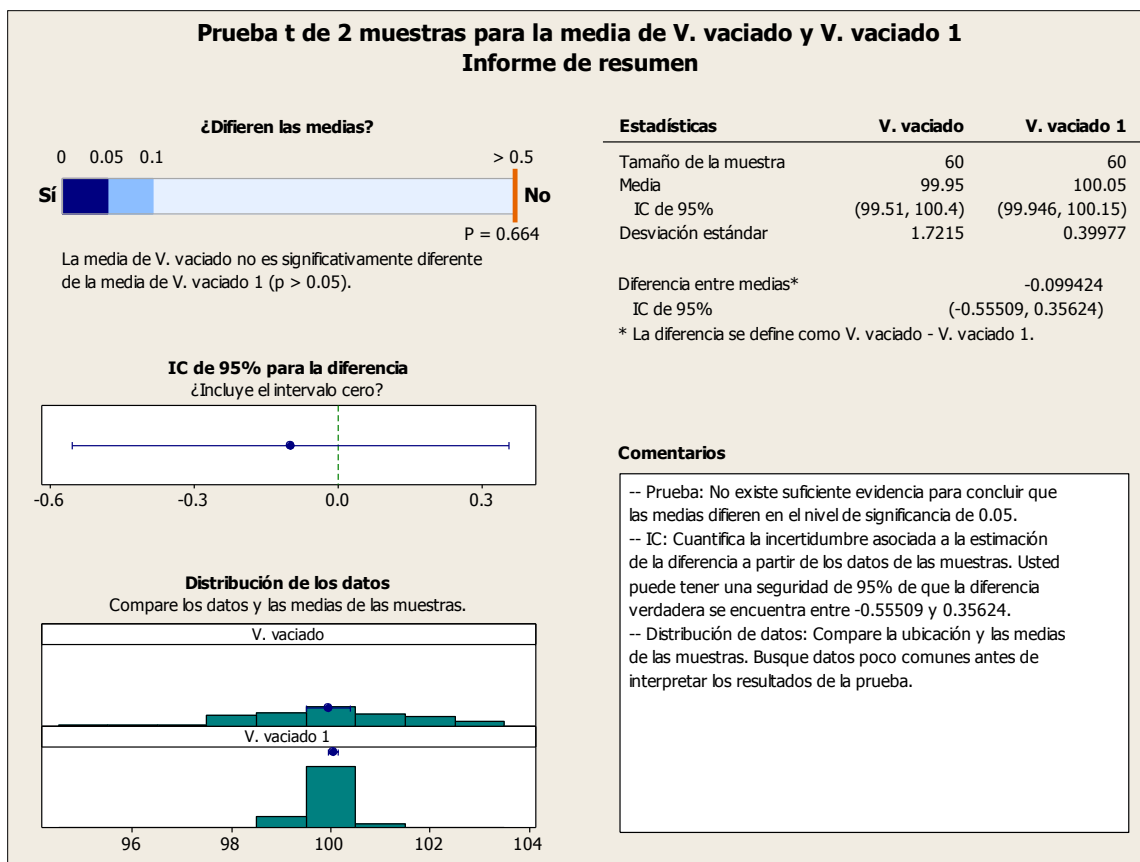 Prueba t de 2 muestras para la media de V. vaciado y V. vaciado 1
Informe de resumen
¿Difieren las medias?
0 0.05 0.1 > 0.5
Sí No
P = 0.664
La media de V. vaciado no es significativamente diferente
de la media de V. vaciado 1 (p > 0.05).
IC de 95% para la diferencia
¿Incluye el intervalo cero?
-0.6 -0.3 0.0 0.3
Distribución de los datos
Compare los datos y las medias de las muestras.
V. vaciado
V. vaciado 1
96 98 100 102 104
Estadísticas V. vaciado V. vaciado 1
Tamaño de la muestra 60 60
Media 99.95 100.05
IC de 95% (99.51, 100.4) (99.946, 100.15)
Desviación estándar 1.7215 0.39977
Diferencia entre medias* -0.099424
IC de 95% (-0.55509, 0.35624)
* La diferencia se define como V. vaciado - V. vaciado 1.
Comentarios
-- Prueba: No existe suficiente evidencia para concluir que
las medias difieren en el nivel de significancia de 0.05.
-- IC: Cuantifica la incertidumbre asociada a la estimación
de la diferencia a partir de los datos de las muestras. Usted
puede tener una seguridad de 95% de que la diferencia
verdadera se encuentra entre -0.55509 y 0.35624.
-- Distribución de datos: Compare la ubicación y las medias
de las muestras. Busque datos poco comunes antes de
interpretar los resultados de la prueba.